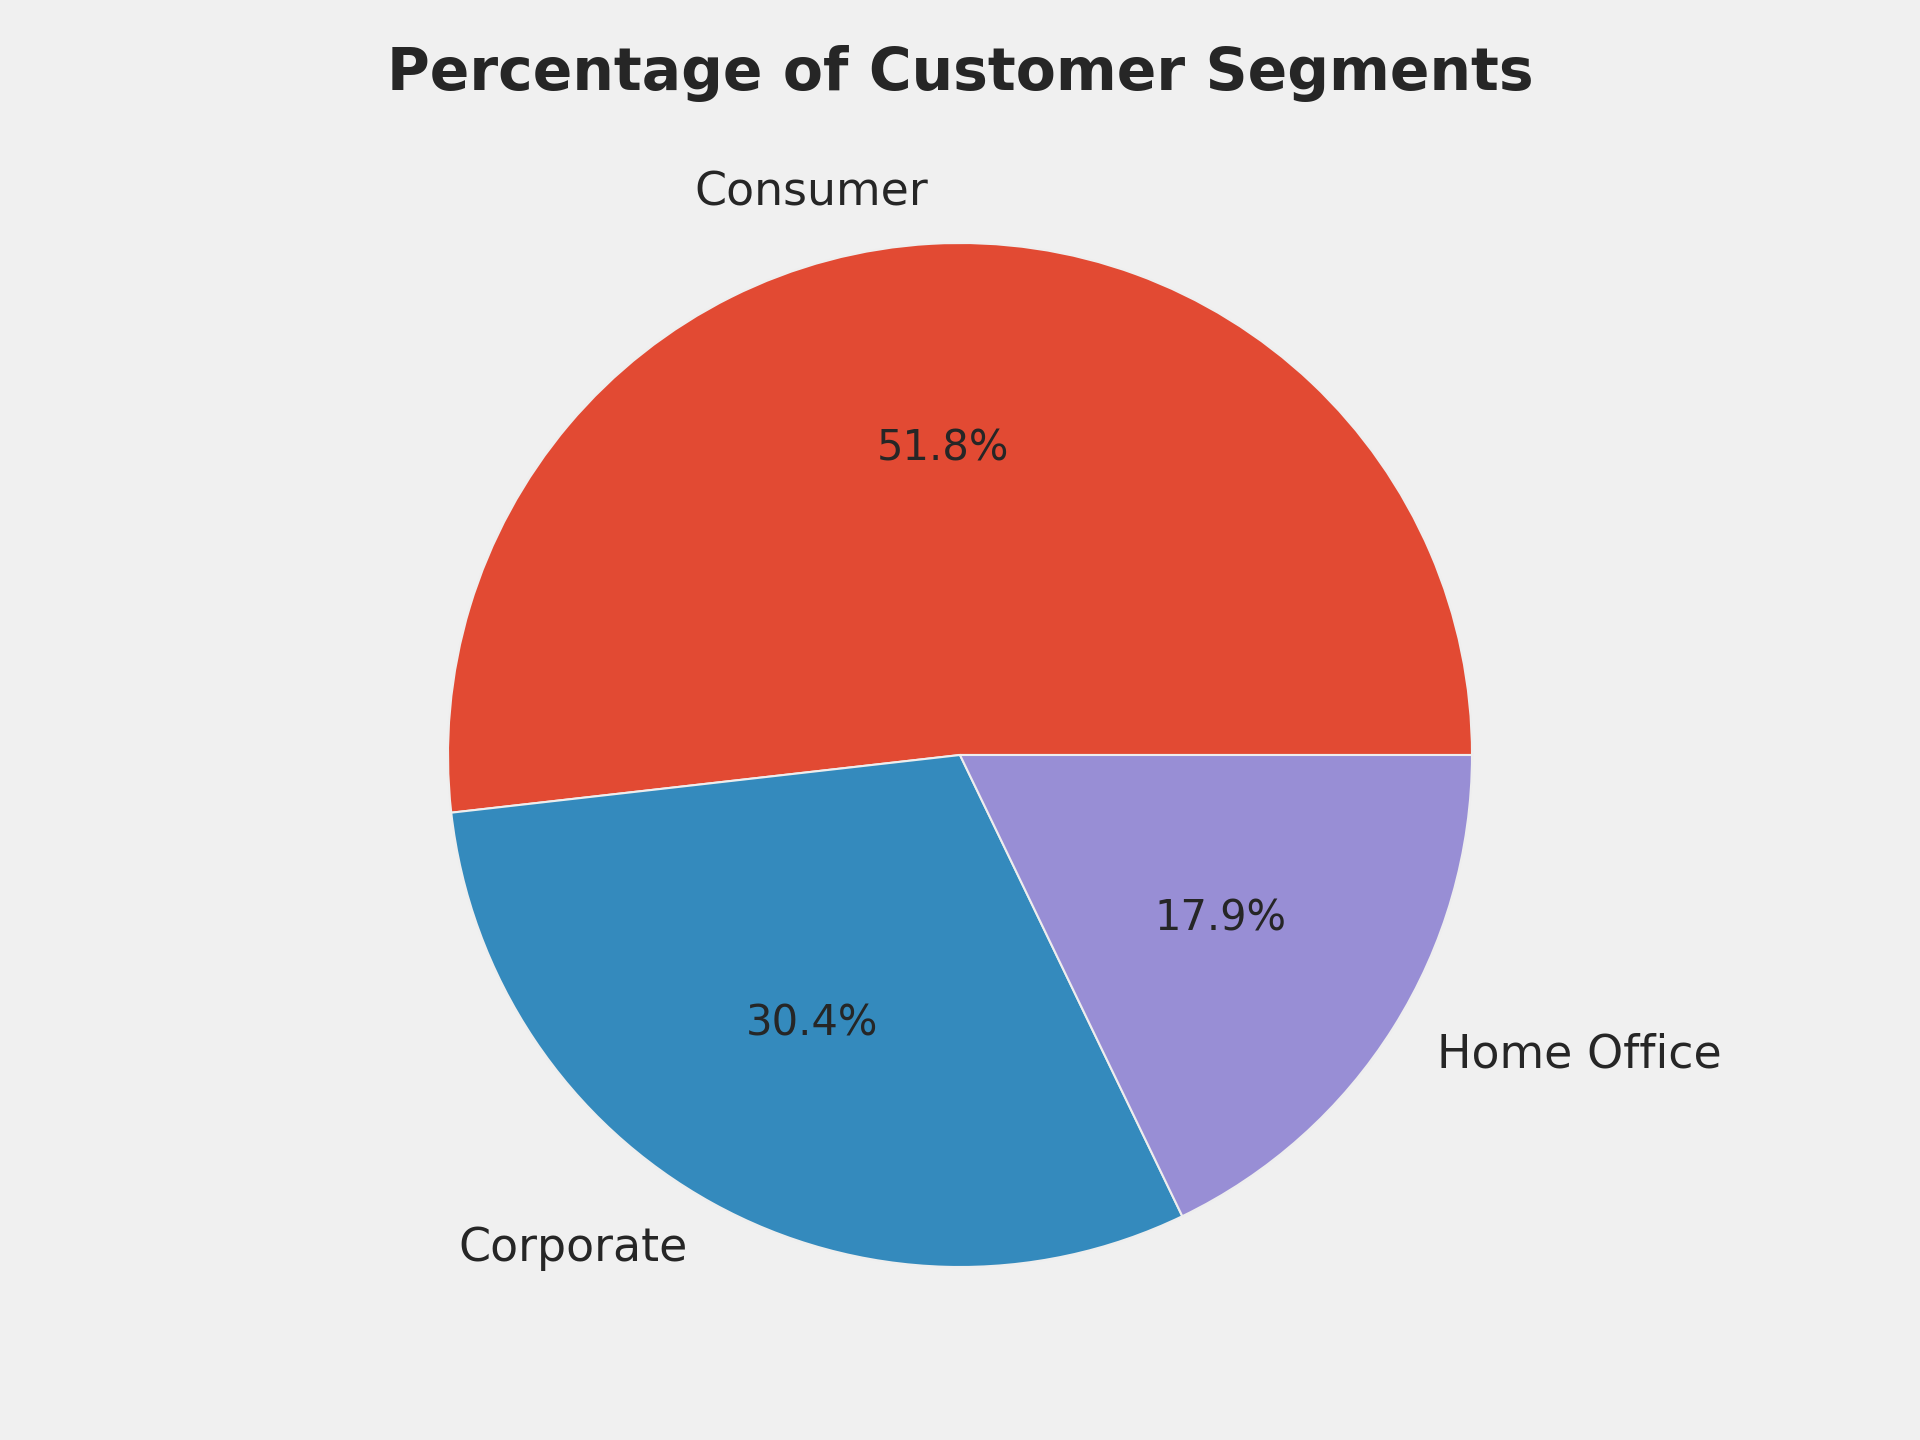 Percentage of Customer Segments
Consumer
51.8%
17.9%
30.4%
Home Office
Corporate